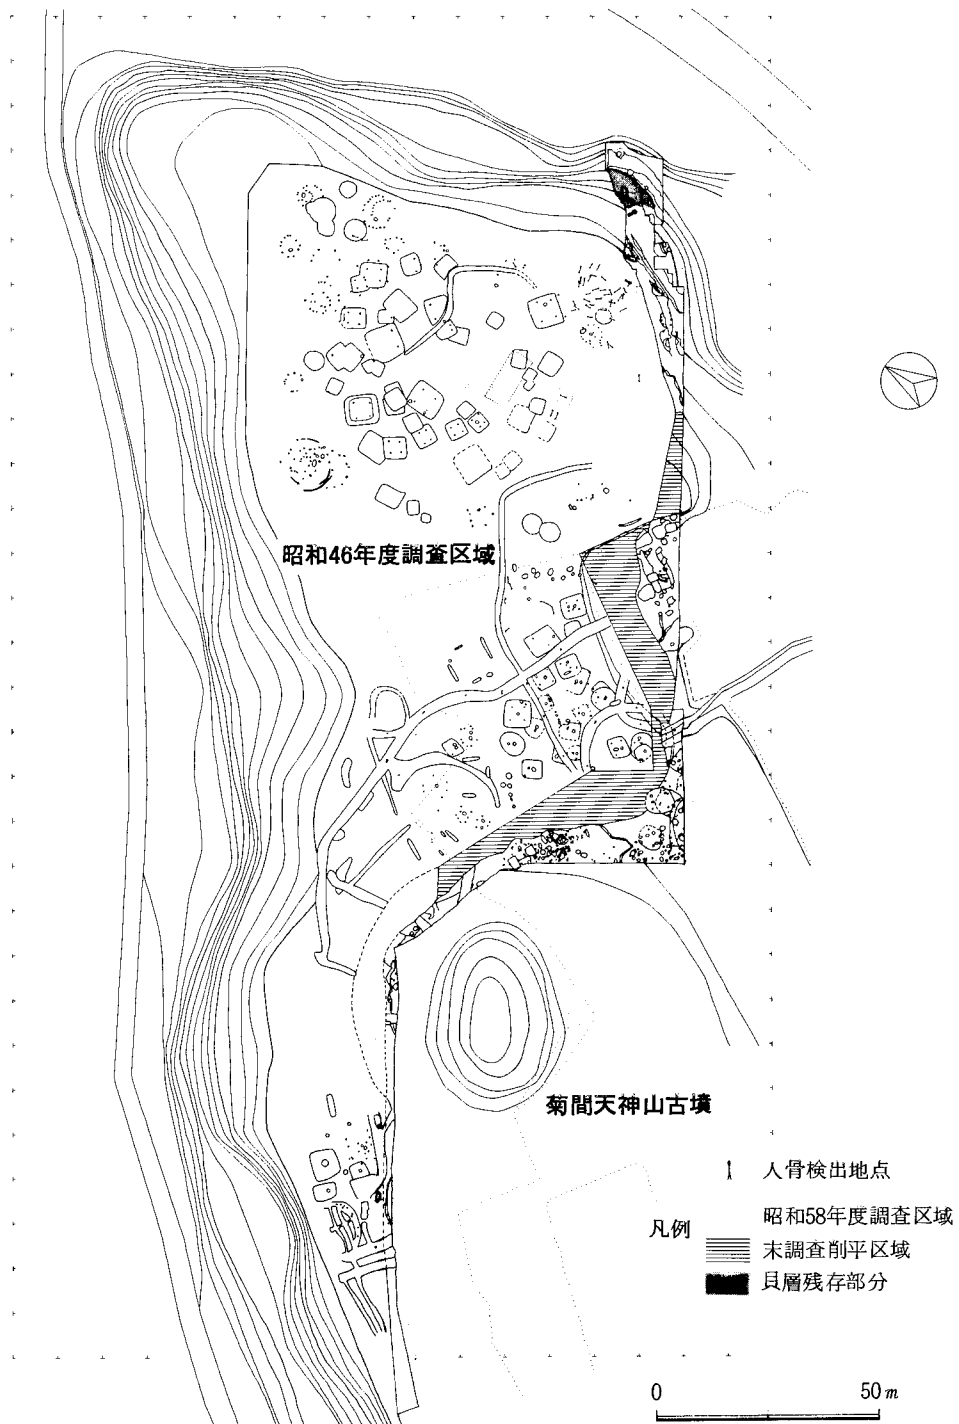 昭和46年度調査区域
菊間天神山古墳
人骨検出地点
昭和58年度調査区域
凡例
末調査削平区域
貝層残存部分
0 50m